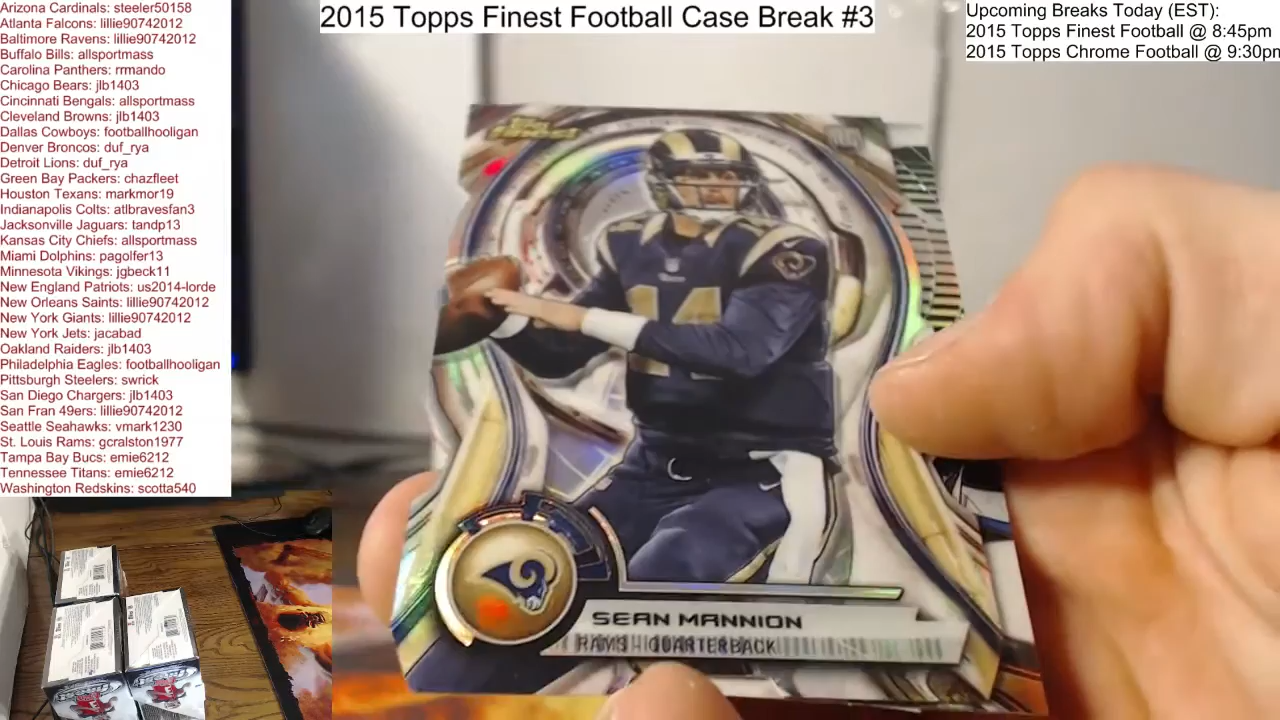 Arizona Cardinals: steeler50158
Atlanta Falcons: lillie90742012
Baltimore Ravens: lillie90742012
Buffalo Bills: allsportmass
Carolina Panthers: rrmando
Chicago Bears: jlb1403
Cincinnati Bengals: allsportmass
Cleveland Browns: jlb1403
Dallas Cowboys: footballhooligan
Denver Broncos: duf_rya
Detroit Lions: duf_rya
Green Bay Packers: chazfleet
Houston Texans: markmor19
Indianapolis Colts: atlbravesfan3
Jacksonville Jaguars: tandp13
Kansas City Chiefs: allsportmass
Miami Dolphins: pagolfer13
Minnesota Vikings: jgbeck11
New England Patriots: us2014-lorde
New Orleans Saints: lillie90742012
New York Giants: lillie90742012
New York Jets: jacabad
Oakland Raiders: jlb1403
Philadelphia Eagles: footballhooligan
Pittsburgh Steelers: swrick
San Diego Chargers: jlb1403
San Fran 49ers: lillie90742012
Seattle Seahawks: vmark1230
St. Louis Rams: gcralston1977
Tampa Bay Bucs: emie6212
Tennessee Titans: emie6212
Washington Redskins: scotta540
2015 Topps Finest Football Case Break #3
Upcoming Breaks Today (EST):
2015 Topps Finest Football @ 8:45pm
2015 Topps Chrome Football @ 9:30pm
14
SEAN MANNION
RAMS QUARTERBACK